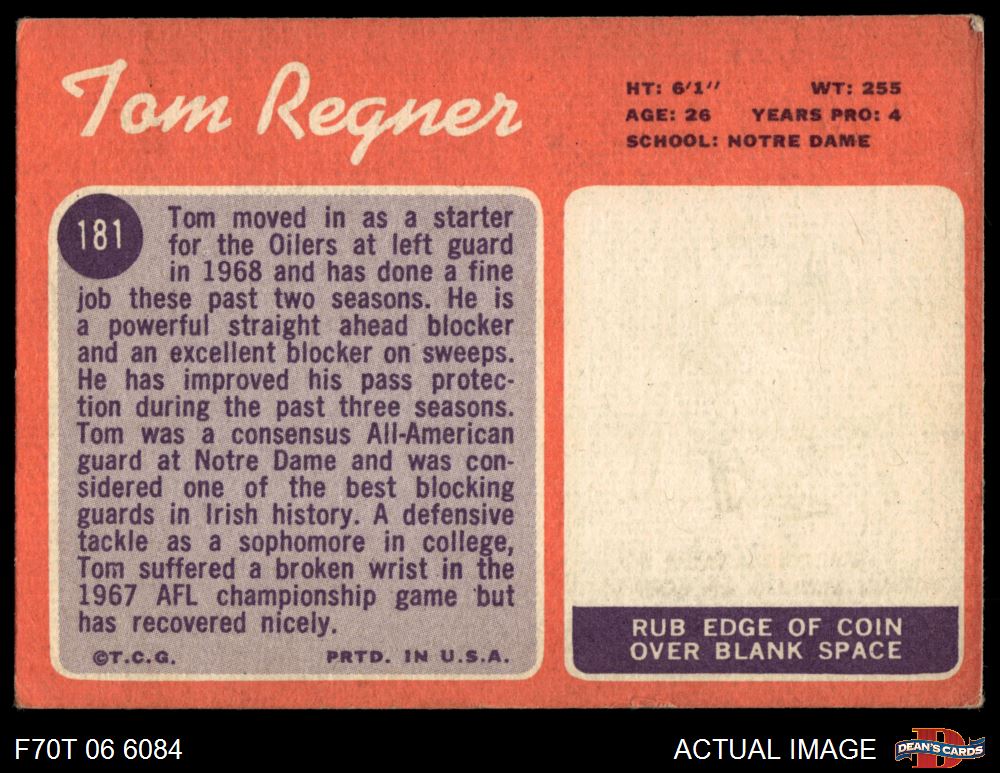 Tom Regner
HT: 6'1" WT: 255
AGE: 26 YEARS PRO: 4
SCHOOL: NOTRE DAME
181
Tom moved in as a starter
for the Oilers at left guard
in 1968 and has done a fine
job these past two seasons. He is
a powerful straight ahead blocker
and an excellent blocker on sweeps.
He has improved his pass protec-
tion during the past three seasons.
Tom was a consensus All-American
guard at Notre Dame and was con-
sidered one of the best blocking
guards in Irish history. A defensive
tackle as a sophomore in college,
Tom suffered a broken wrist in the
1967 AFL championship game but
has recovered nicely.
©T.C.G. PRTD. IN U.S.A.
RUB EDGE OF COIN
OVER BLANK SPACE
F70T 06 6084
ACTUAL IMAGE
D
DEAN'S CARDS